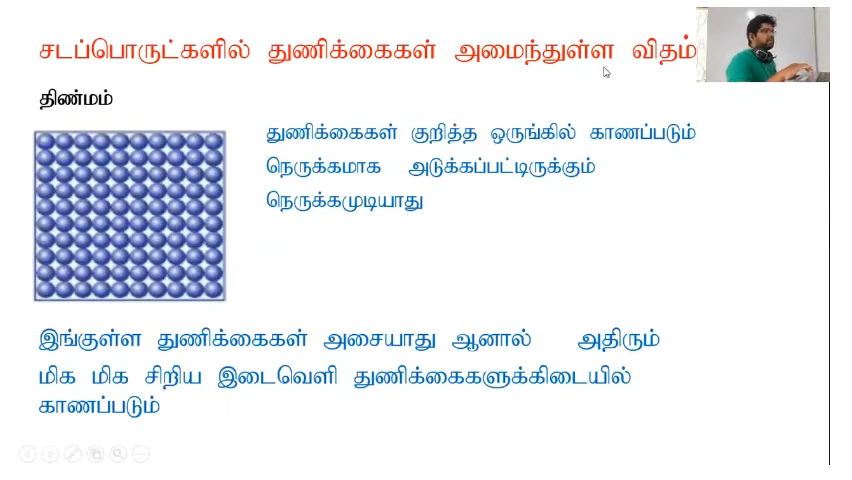 சடப்பொருட்களில் துணிக்கைகள் அமைந்துள்ள விதம்
திண்மம்
துணிக்கைகள் குறித்த ஒருங்கில் காணப்படும்
நெருக்கமாக அடுக்கப்பட்டிருக்கும்
நெருக்கமுடியாது
இங்குள்ள துணிக்கைகள் அசையாது ஆனால் அதிரும்
மிக மிக சிறிய இடைவெளி துணிக்கைகளுக்கிடையில்
காணப்படும்